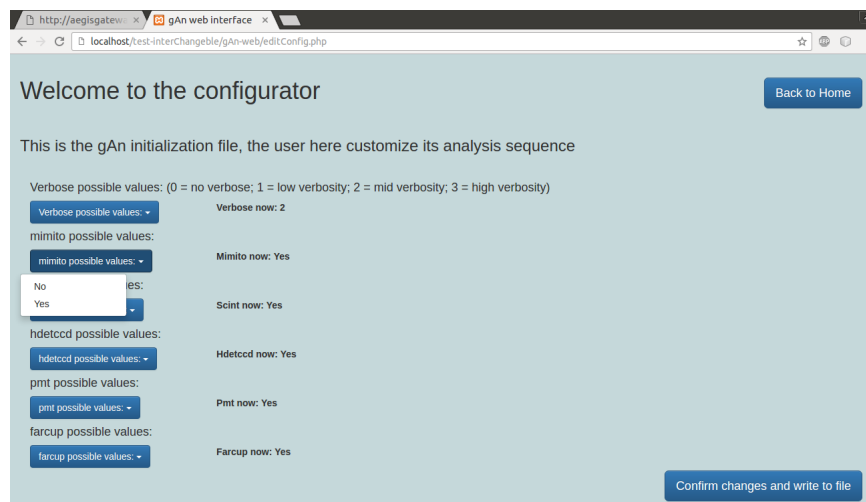 http://aegisgatew
gAn web interface
localhost/test-interChangeble/gAn-web/editConfig.php
Welcome to the configurator
Back to Home
This is the gAn initialization file, the user here customize its analysis sequence
Verbose possible values: (0 = no verbose; 1 = low verbosity; 2 = mid verbosity; 3 = high verbosity)
Verbose possible values:
Verbose now: 2
mimito possible values:
mimito possible values:
Mimito now: Yes
No
Yes
es:
Scint now: Yes
hdetccd possible values:
hdetccd possible values:
Hdetccd now: Yes
pmt possible values:
pmt possible values:
Pmt now: Yes
farcup possible values:
farcup possible values:
Farcup now: Yes
Confirm changes and write to file